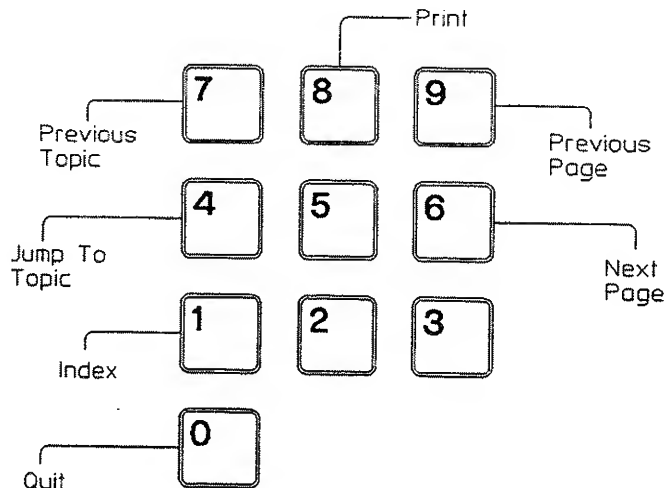 Print
7
8
9
Previous
Topic
Previous
Page
4
5
6
Jump To
Topic
Next
Page
1
2
3
Index
0
Quit